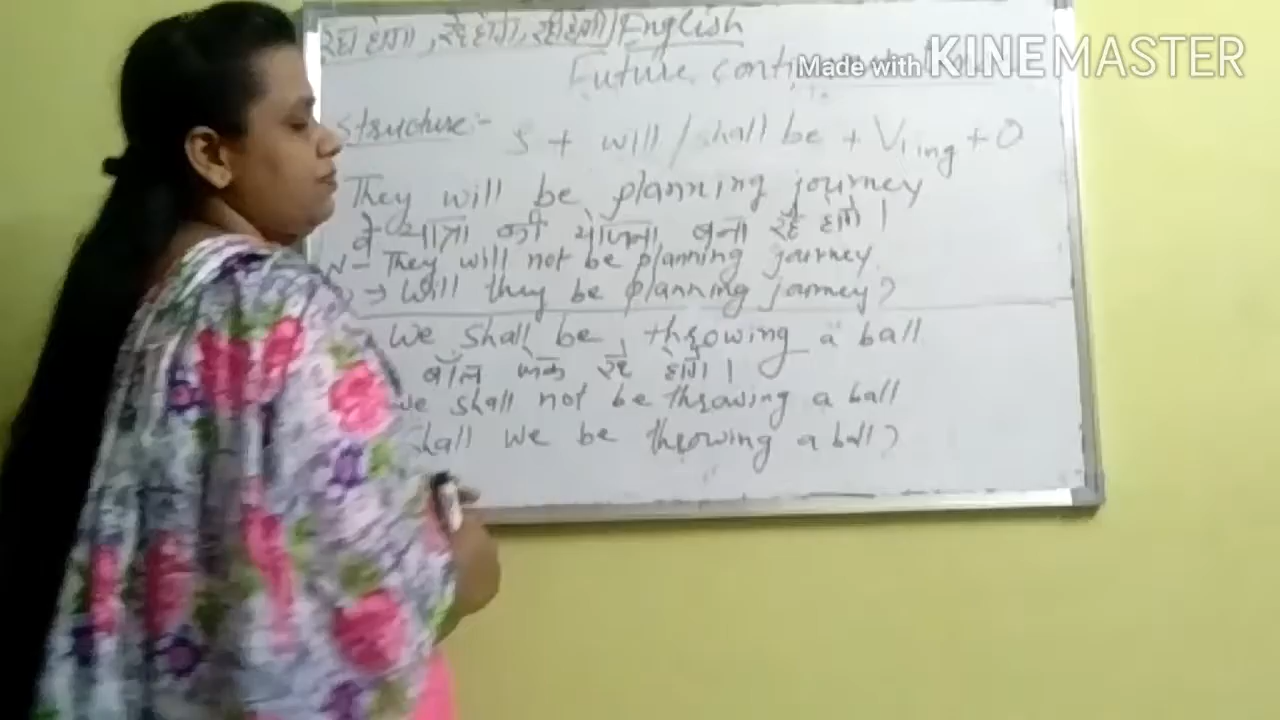 रहा होगा, रहे होंगे, रही होगी / English
Future conti
Made with KINEMASTER
Structure:-
S + will / shall be + V1 ing + O
They will be planning journey
वे यात्रा की योजना बना रहे होंगे ।
N - They will not be planning journey.
→ Will they be planning journey?
We shall be throwing a ball
बॉल फेंक रहे होंगे ।
we shall not be throwing a ball
shall we be throwing a ball?